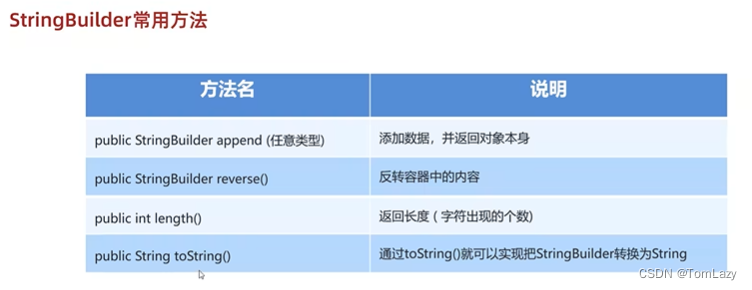 StringBuilder常用方法
方法名 说明
public StringBuilder append (任意类型) 添加数据，并返回对象本身
public StringBuilder reverse() 反转容器中的内容
public int length() 返回长度 ( 字符出现的个数)
public String toString() 通过toString()就可以实现把StringBuilder转换为String
CSDN @TomLazy